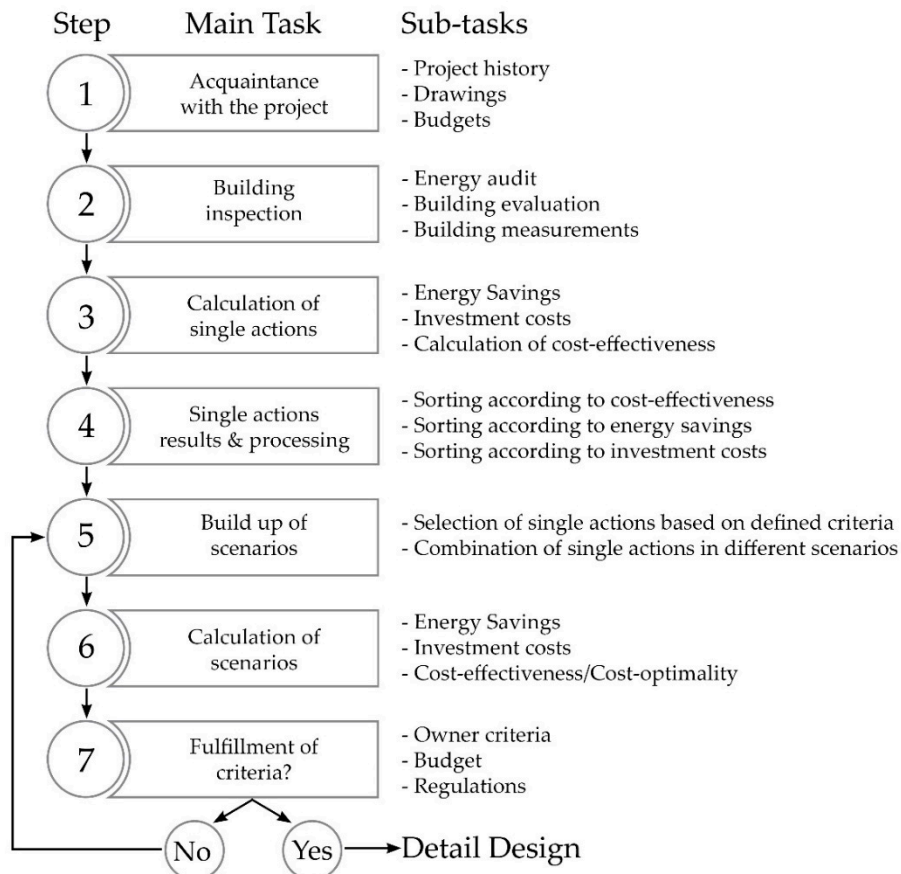 Step Main Task Sub-tasks
1
Acquaintance
with the project
- Project history
- Drawings
- Budgets
2
Building
inspection
- Energy audit
- Building evaluation
- Building measurements
3
Calculation of
single actions
- Energy Savings
- Investment costs
- Calculation of cost-effectiveness
4
Single actions
results & processing
- Sorting according to cost-effectiveness
- Sorting according to energy savings
- Sorting according to investment costs
5
Build up of
scenarios
- Selection of single actions based on defined criteria
- Combination of single actions in different scenarios
6
Calculation of
scenarios
- Energy Savings
- Investment costs
- Cost-effectiveness/Cost-optimality
7
Fulfillment of
criteria?
- Owner criteria
- Budget
- Regulations
No
Yes
Detail Design